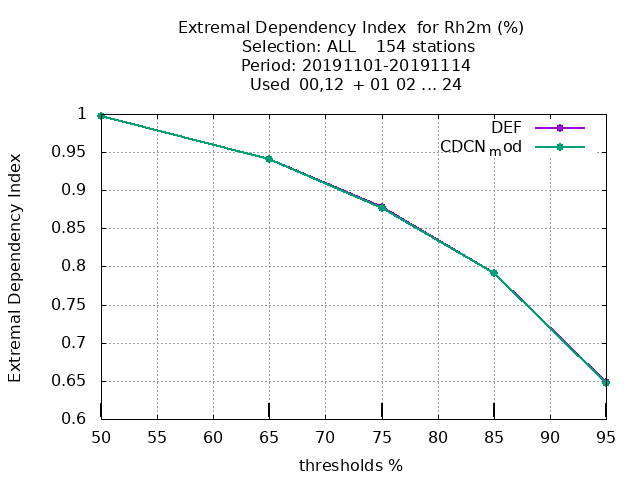 Extremal Dependency Index  for Rh2m (%)
Selection: ALL    154 stations
Period: 20191101-20191114
Used  00,12  + 01 02 ... 24
DEF
CDCN_mod
Extremal Dependency Index
1
0.95
0.9
0.85
0.8
0.75
0.7
0.65
0.6
50 55 60 65 70 75 80 85 90 95
thresholds %